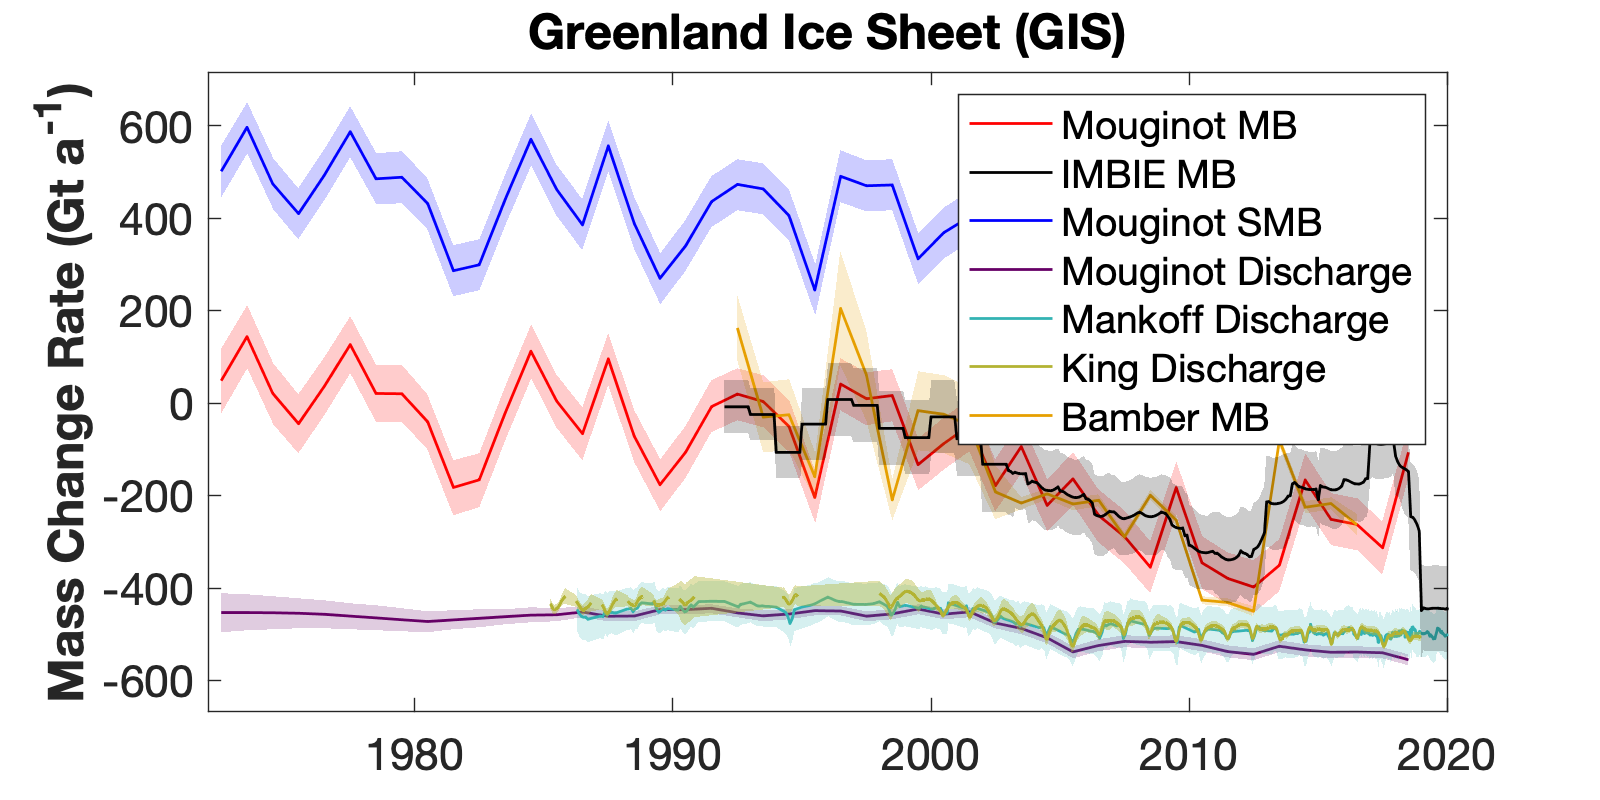 Greenland Ice Sheet (GIS)
Mass Change Rate (Gt a⁻¹)
600
400
200
0
-200
-400
-600
Mouginot MB
IMBIE MB
Mouginot SMB
Mouginot Discharge
Mankoff Discharge
King Discharge
Bamber MB
1980 1990 2000 2010 2020